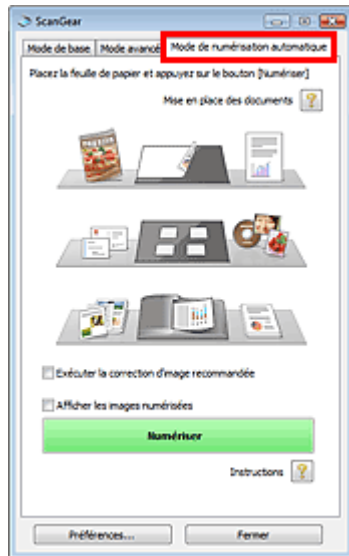 ScanGear
Mode de base Mode avancé Mode de numérisation automatique
Placez la feuille de papier et appuyez sur le bouton [Numériser]
Mise en place des documents ?
Exécuter la correction d'image recommandée
Afficher les images numérisées
Numériser
Instructions ?
Préférences... Fermer